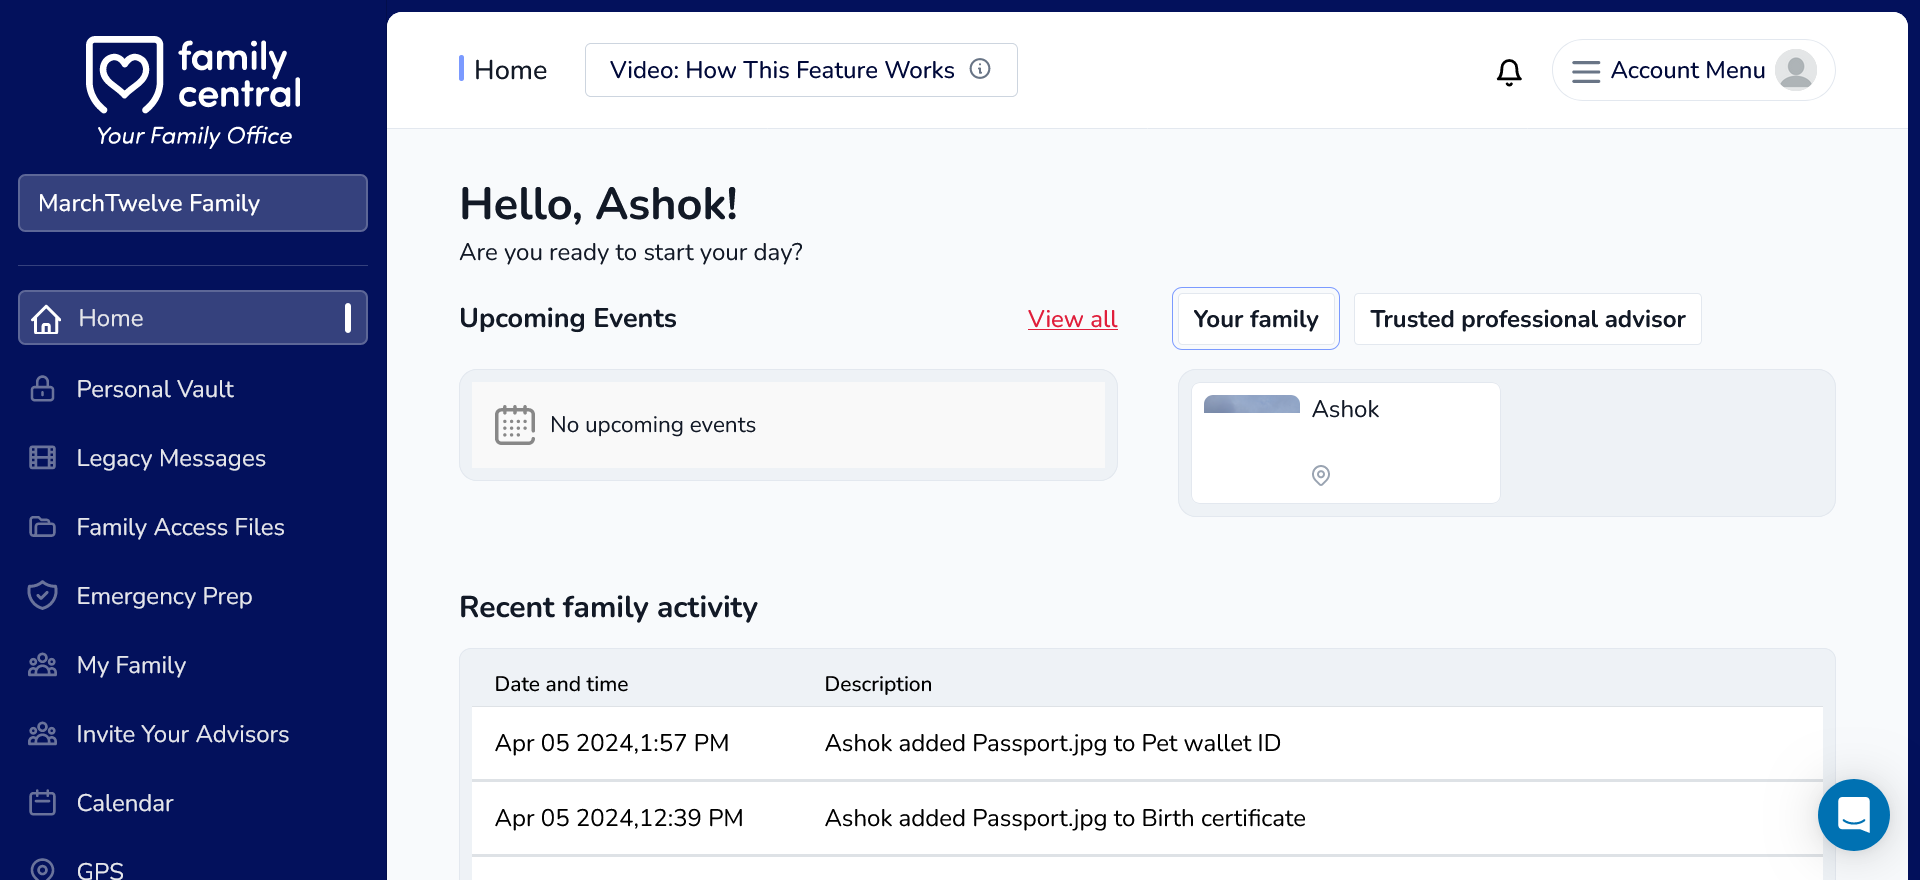 family
central
Your Family Office
MarchTwelve Family
Home
Personal Vault
Legacy Messages
Family Access Files
Emergency Prep
My Family
Invite Your Advisors
Calendar
GPS
Home
Video: How This Feature Works
Account Menu
Hello, Ashok!
Are you ready to start your day?
Upcoming Events
View all
No upcoming events
Your family
Trusted professional advisor
Ashok
Recent family activity
Date and time Description
Apr 05 2024,1:57 PM Ashok added Passport.jpg to Pet wallet ID
Apr 05 2024,12:39 PM Ashok added Passport.jpg to Birth certificate